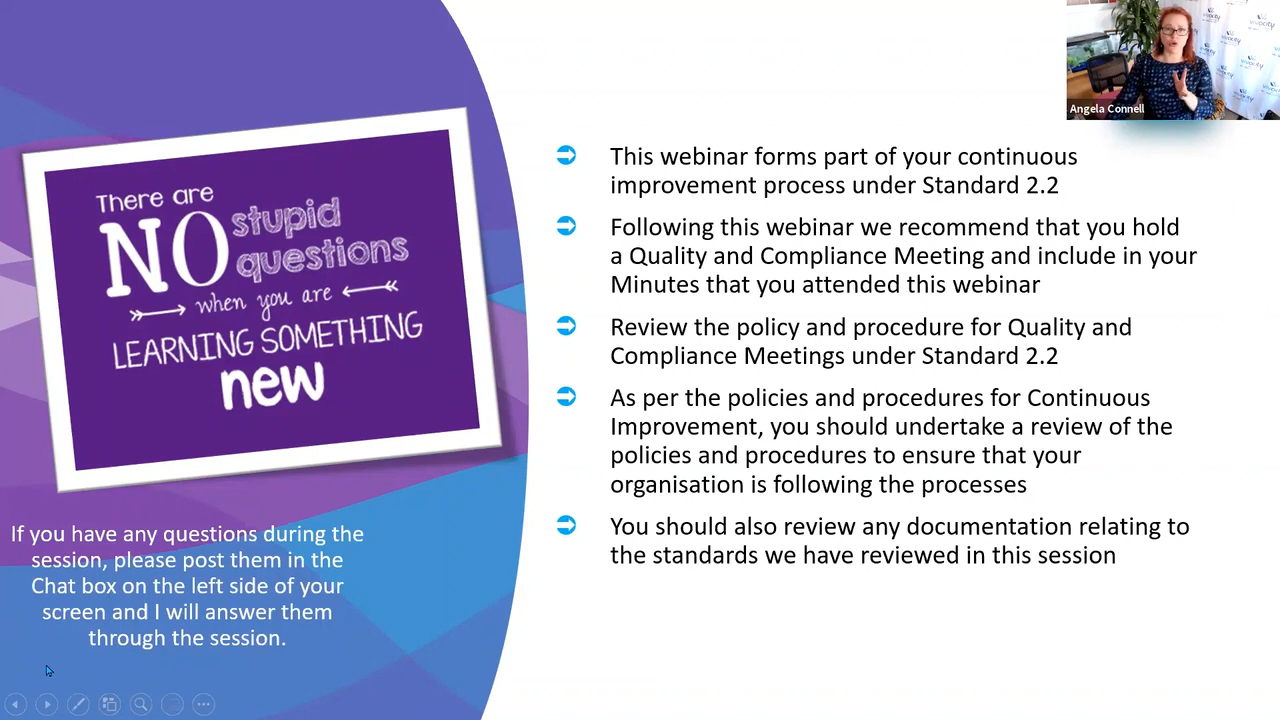 There are
NO stupid
questions
when you are
LEARNING SOMETHING
new
If you have any questions during the
session, please post them in the
Chat box on the left side of your
screen and I will answer them
through the session.
This webinar forms part of your continuous
improvement process under Standard 2.2
Following this webinar we recommend that you hold
a Quality and Compliance Meeting and include in your
Minutes that you attended this webinar
Review the policy and procedure for Quality and
Compliance Meetings under Standard 2.2
As per the policies and procedures for Continuous
Improvement, you should undertake a review of the
policies and procedures to ensure that your
organisation is following the processes
You should also review any documentation relating to
the standards we have reviewed in this session
Angela Connell